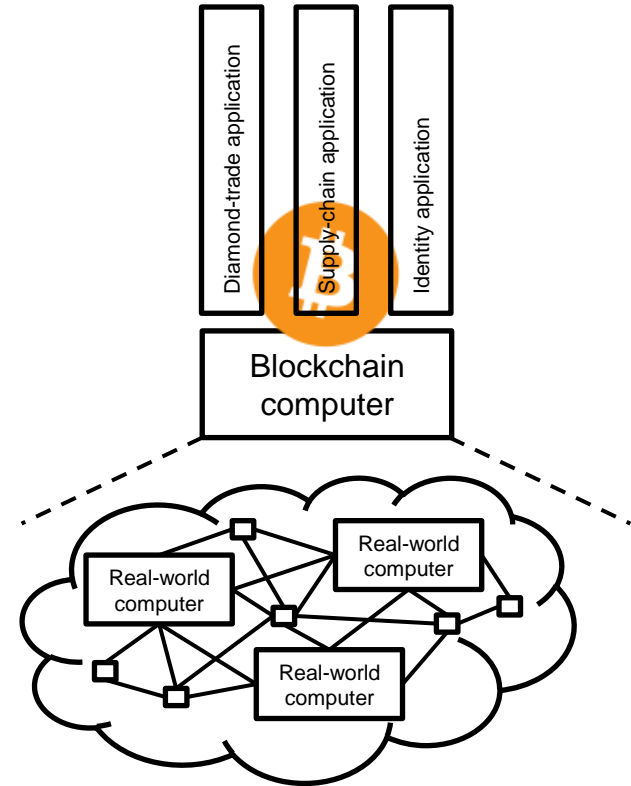 Diamond-trade application
Supply-chain application
Identity application
Blockchain
computer
Real-world
computer
Real-world
computer
Real-world
computer